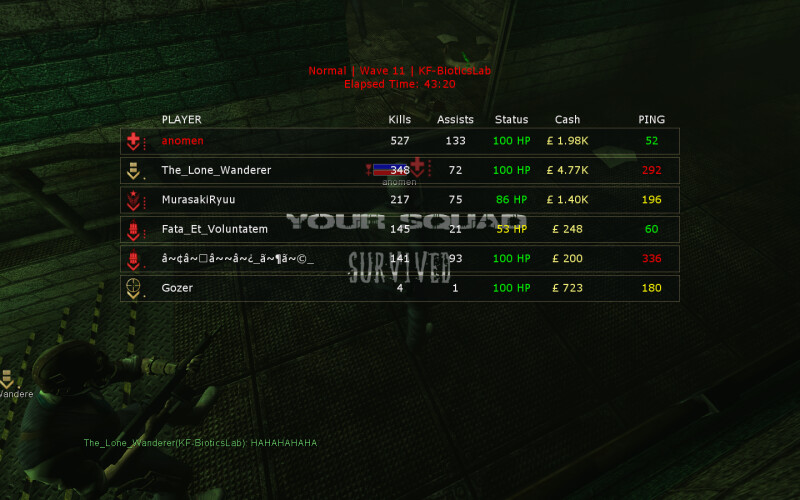 Normal | Wave 11 | KF-BioticsLab
Elapsed Time: 43:20
PLAYER Kills Assists Status Cash PING
anomen 527 133 100 HP £ 1.98K 52
The_Lone_Wanderer 348 72 100 HP £ 4.77K 292
anomen
MurasakiRyuu 217 75 86 HP £ 1.40K 196
YOUR SQUAD
Fata_Et_Voluntatem 145 21 53 HP £ 248 60
SURVIVED
â~¢â~□â~~â~¿_ä~¶ã~©_ 141 93 100 HP £ 200 336
Gozer 4 1 100 HP £ 723 180
The_Lone_Wanderer(KF-BioticsLab): HAHAHAHAHA